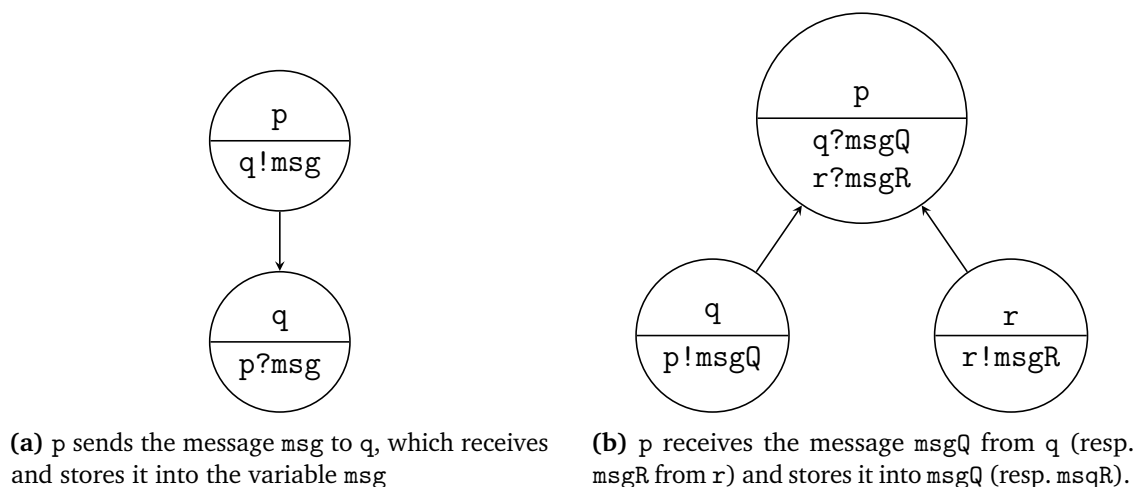 p
q!msg
q
p?msg
(a) p sends the message msg to q, which receives
and stores it into the variable msg
p
q?msgQ
r?msgR
q
p!msgQ
r
r!msgR
(b) p receives the message msgQ from q (resp.
msgR from r) and stores it into msgQ (resp. msqR).